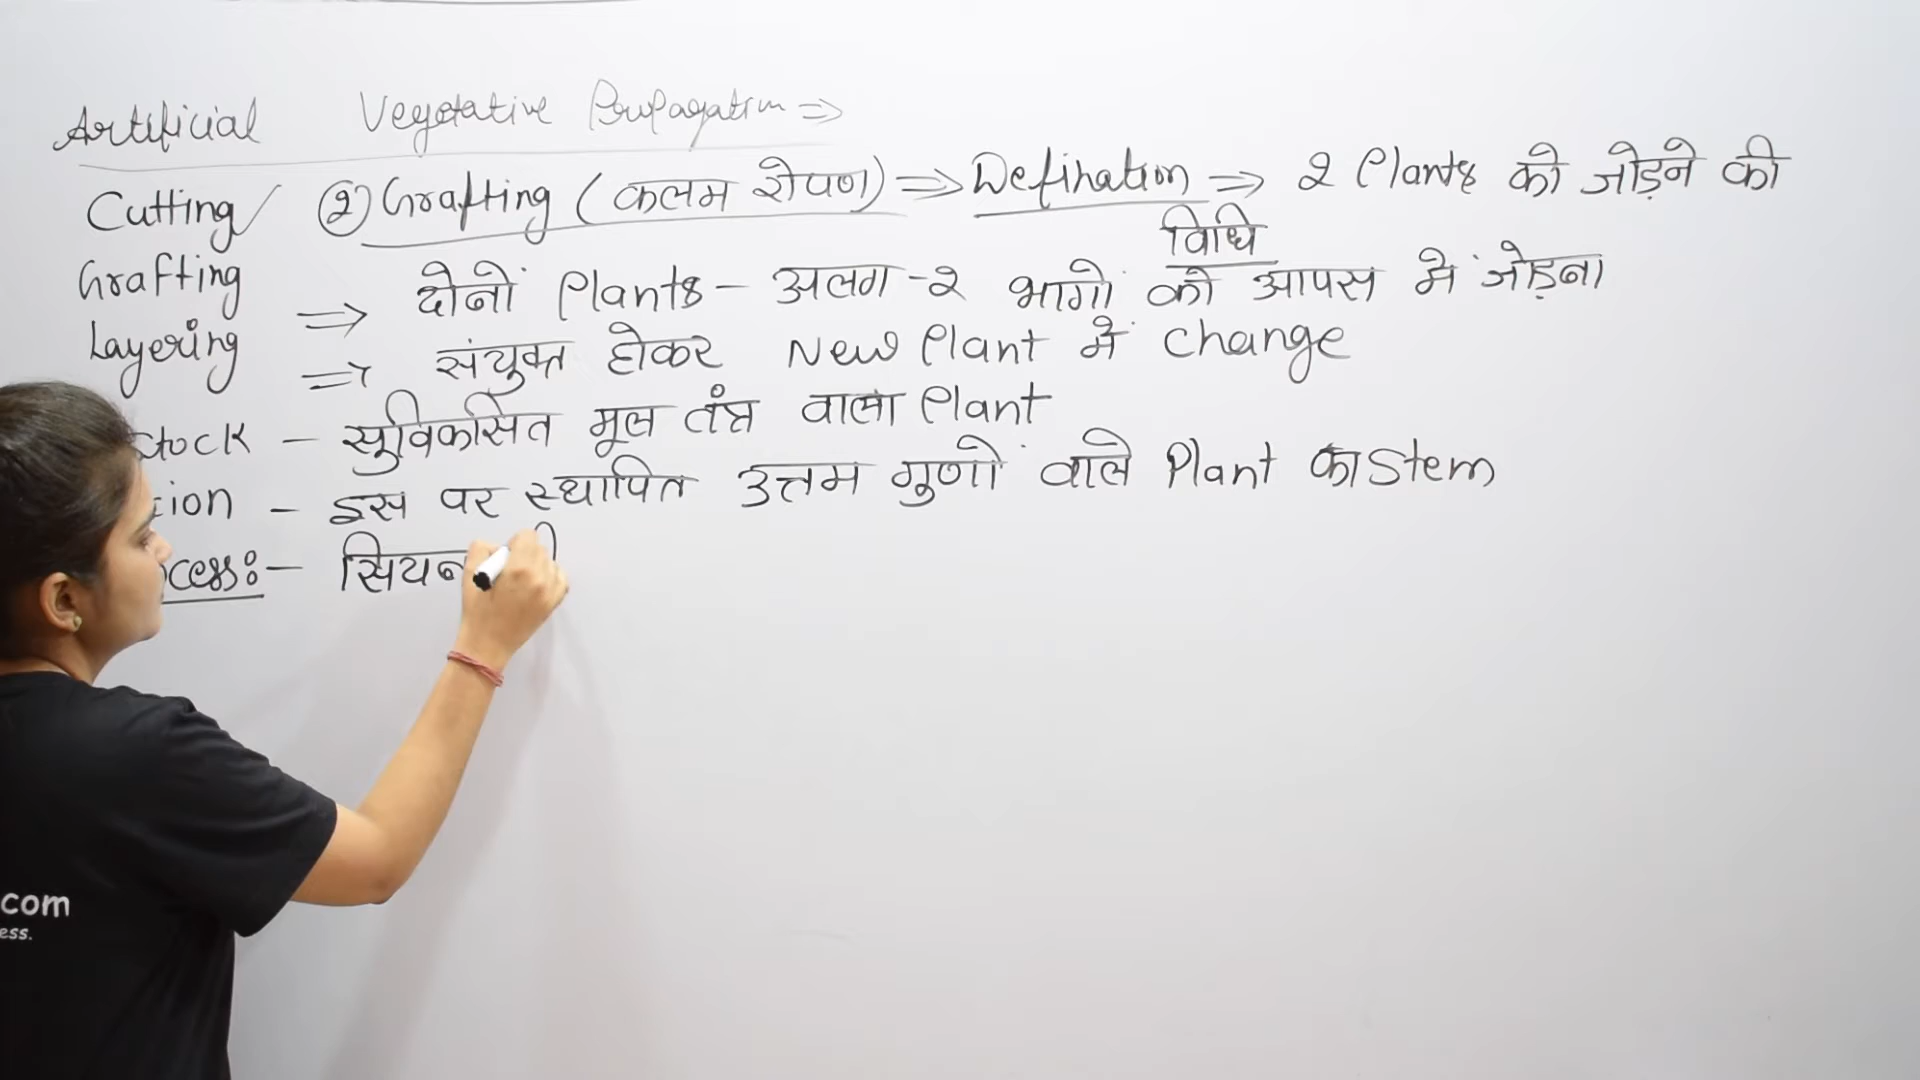 Artificial Vegetative Propagation ⇒
Cutting ✓ ② Grafting (कलम रोपण) ⇒ Defination ⇒ 2 Plants को जोड़ने की
विधि
Grafting
⇒ दोनों Plants - अलग-2 भागों को आपस में जोड़ना
Layering
⇒ संयुक्त होकर New Plant में Change
tock - सुविकसित मूल तंत्र वाला Plant
ion - इस पर स्थापित उत्तम गुणों वाले Plant का Stem
ocess:- सियन
.com
ess.